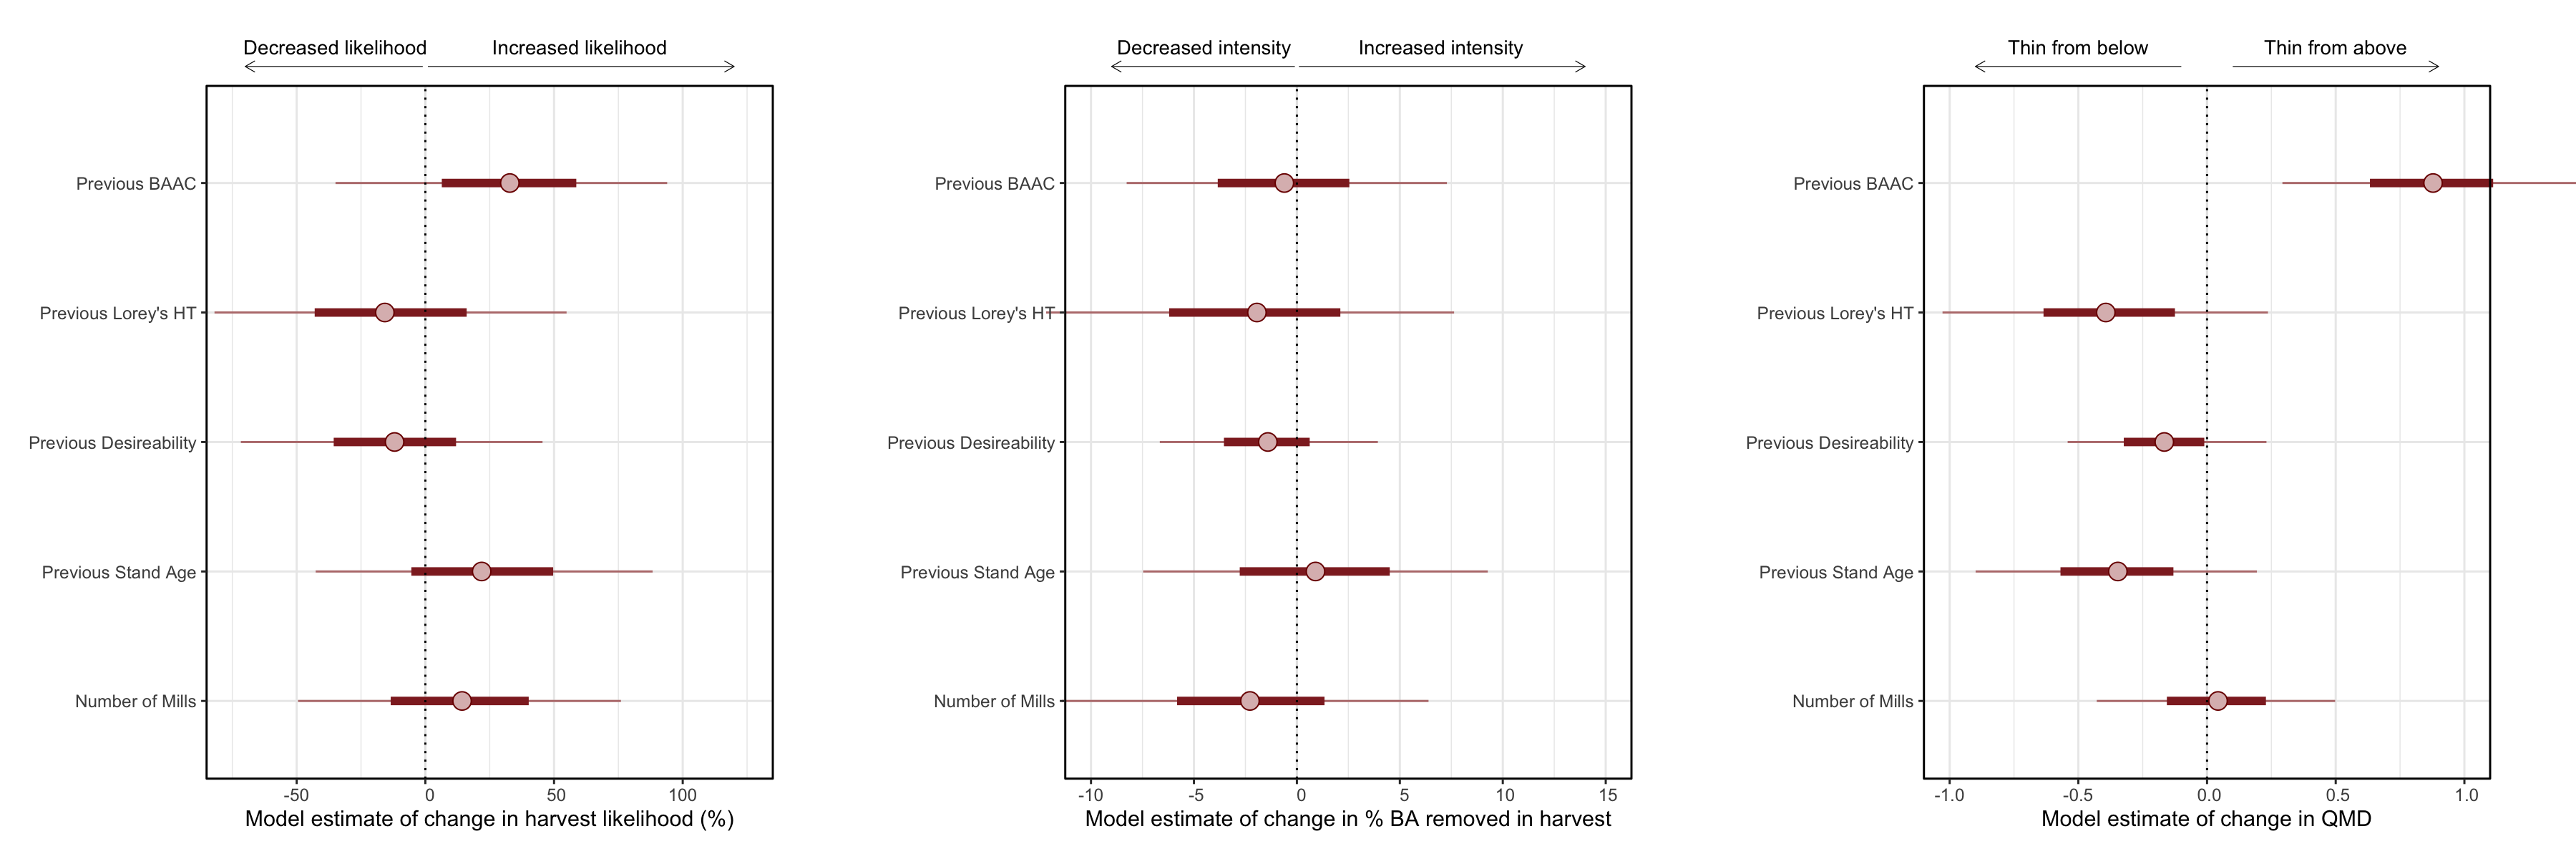 Decreased likelihood Increased likelihood
Previous BAAC
Previous Lorey's HT
Previous Desireability
Previous Stand Age
Number of Mills
-50 0 50 100
Model estimate of change in harvest likelihood (%)
Decreased intensity Increased intensity
Previous BAAC
Previous Lorey's HT
Previous Desireability
Previous Stand Age
Number of Mills
-10 -5 0 5 10 15
Model estimate of change in % BA removed in harvest
Thin from below Thin from above
Previous BAAC
Previous Lorey's HT
Previous Desireability
Previous Stand Age
Number of Mills
-1.0 -0.5 0.0 0.5 1.0
Model estimate of change in QMD